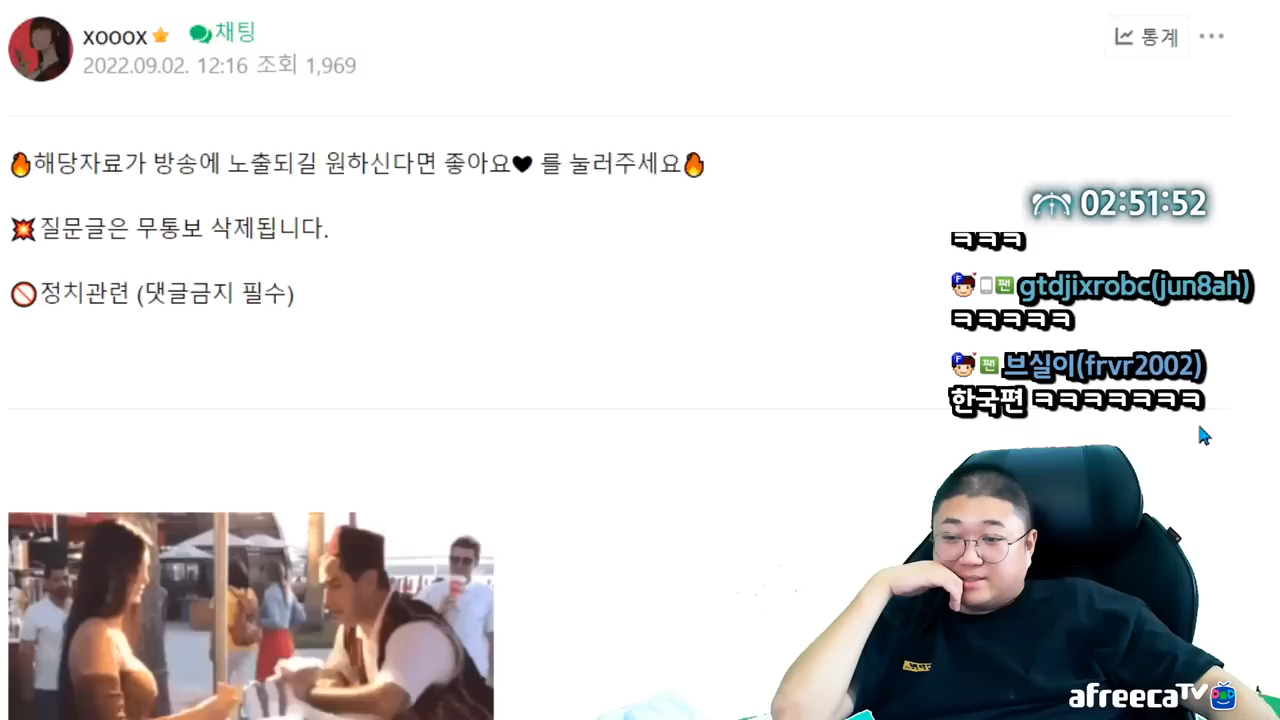 xooox 채팅
2022.09.02. 12:16 조회 1,969
통계
해당자료가 방송에 노출되길 원하신다면 좋아요🖤 를 눌러주세요
질문글은 무통보 삭제됩니다.
정치관련 (댓글금지 필수)
02:51:52
ㅋㅋㅋ
팬 gtdjixrobc(jun8ah)
ㅋㅋㅋㅋㅋ
팬 브실이(frvr2002)
한국편 ㅋㅋㅋㅋㅋㅋㅋ
afreecaTV